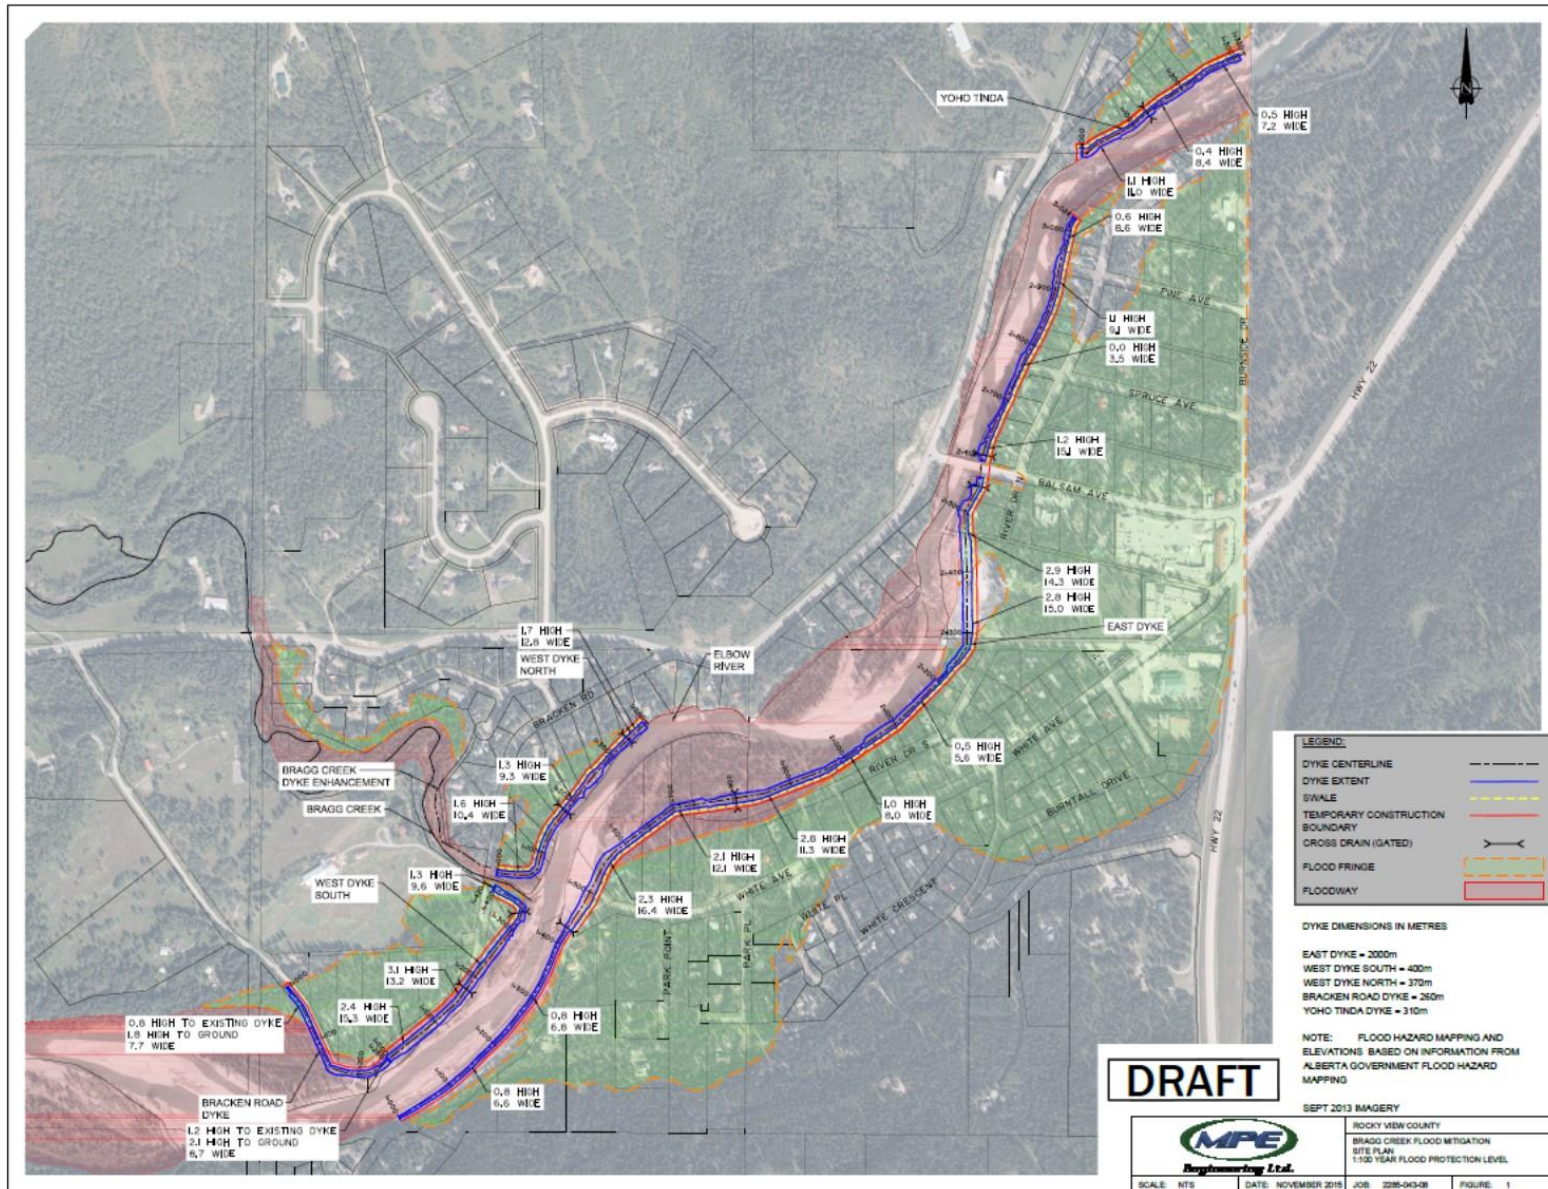 YOHO TINDA
0.5 HIGH
7.2 WIDE
0.4 HIGH
8.4 WIDE
1.1 HIGH
11.0 WIDE
0.6 HIGH
8.6 WIDE
PINE AVE
BURNSIDE DR
HWY 22
1.1 HIGH
9.1 WIDE
0.0 HIGH
3.5 WIDE
SPRUCE AVE
1.2 HIGH
15.1 WIDE
BALSAM AVE
RIVER DR N
2.9 HIGH
14.3 WIDE
2.8 HIGH
15.0 WIDE
EAST DYKE
1.7 HIGH
12.8 WIDE
WEST DYKE
NORTH
ELBOW
RIVER
BRACKEN RD
BRAGG CREEK
DYKE ENHANCEMENT
BRAGG CREEK
1.3 HIGH
9.3 WIDE
1.6 HIGH
10.4 WIDE
0.5 HIGH
5.6 WIDE
WHITE AVE
RIVER DR S
BURNTALL DRIVE
1.0 HIGH
8.0 WIDE
2.8 HIGH
11.3 WIDE
2.1 HIGH
12.1 WIDE
HWY 22
1.3 HIGH
9.6 WIDE
WEST DYKE
SOUTH
2.3 HIGH
16.4 WIDE
WHITE AVE
WHITE PL
WHITE CRESCENT
PARK POINT
PARK PL
3.1 HIGH
13.2 WIDE
2.4 HIGH
15.3 WIDE
0.8 HIGH
6.8 WIDE
0.8 HIGH TO EXISTING DYKE
1.8 HIGH TO GROUND
7.7 WIDE
BRACKEN ROAD
DYKE
0.8 HIGH
6.6 WIDE
1.2 HIGH TO EXISTING DYKE
2.1 HIGH TO GROUND
8.7 WIDE
LEGEND:
DYKE CENTERLINE
DYKE EXTENT
SWALE
TEMPORARY CONSTRUCTION
BOUNDARY
CROSS DRAIN (GATED)
FLOOD FRINGE
FLOODWAY
DYKE DIMENSIONS IN METRES
EAST DYKE = 2000m
WEST DYKE SOUTH = 400m
WEST DYKE NORTH = 370m
BRACKEN ROAD DYKE = 260m
YOHO TINDA DYKE = 310m
NOTE: FLOOD HAZARD MAPPING AND
ELEVATIONS BASED ON INFORMATION FROM
ALBERTA GOVERNMENT FLOOD HAZARD
MAPPING
SEPT 2013 IMAGERY
DRAFT
MPE
Engineering Ltd.
ROCKY VIEW COUNTY
BRAGG CREEK FLOOD MITIGATION
SITE PLAN
1:100 YEAR FLOOD PROTECTION LEVEL
SCALE: NTS
DATE: NOVEMBER 2015
JOB: 2285-043-08
FIGURE: 1